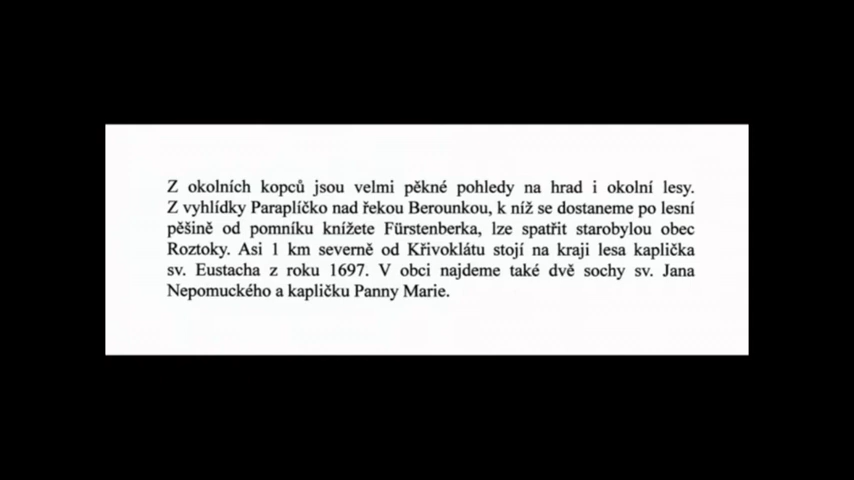 Z okolních kopců jsou velmi pěkné pohledy na hrad i okolní lesy.
Z vyhlídky Paraplíčko nad řekou Berounkou, k níž se dostaneme po lesní
pěšině od pomníku knížete Fürstenberka, lze spatřit starobylou obec
Roztoky. Asi 1 km severně od Křivoklátu stojí na kraji lesa kaplička
sv. Eustacha z roku 1697. V obci najdeme také dvě sochy sv. Jana
Nepomuckého a kapličku Panny Marie.